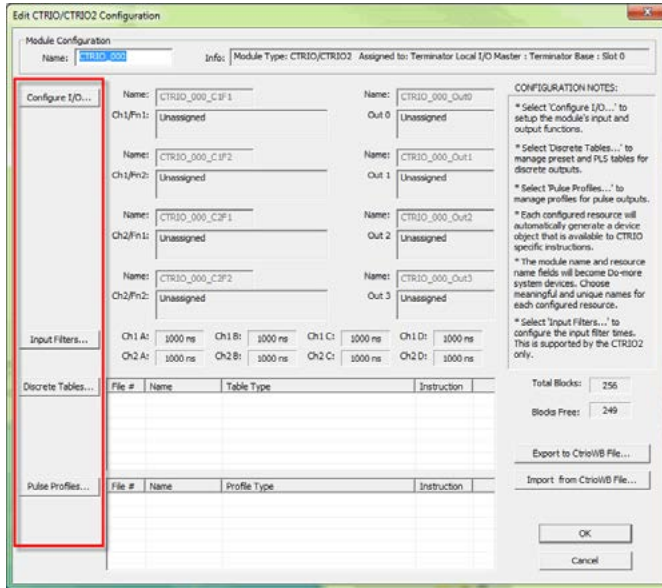 Edit CTRIO/CTRIO2 Configuration
Module Configuration
Name: CTRIO_000 Info: Module Type: CTRIO/CTRIO2 Assigned to: Terminator Local I/O Master : Terminator Base : Slot 0
Configure I/O...
Name: CTRIO_000_C1F1 Name: CTRIO_000_Out0
Ch1/Fn1: Unassigned Out 0 Unassigned
Name: CTRIO_000_C1F2 Name: CTRIO_000_Out1
Ch1/Fn2: Unassigned Out 1 Unassigned
Name: CTRIO_000_C2F1 Name: CTRIO_000_Out2
Ch2/Fn1: Unassigned Out 2 Unassigned
Name: CTRIO_000_C2F2 Name: CTRIO_000_Out3
Ch2/Fn2: Unassigned Out 3 Unassigned
Input Filters...
Ch1 A: 1000 ns Ch1 B: 1000 ns Ch1 C: 1000 ns Ch1 D: 1000 ns
Ch2 A: 1000 ns Ch2 B: 1000 ns Ch2 C: 1000 ns Ch2 D: 1000 ns
Discrete Tables...
File # Name Table Type Instruction
Pulse Profiles...
File # Name Profile Type Instruction
CONFIGURATION NOTES:
* Select 'Configure I/O...' to
setup the module's input and
output functions.
* Select 'Discrete Tables...' to
manage preset and PLS tables for
discrete outputs.
* Select 'Pulse Profiles...' to
manage profiles for pulse outputs.
* Each configured resource will
automatically generate a device
object that is available to CTRIO
specific instructions.
* The module name and resource
name fields will become Do-more
system devices. Choose
meaningful and unique names for
each configured resource.
* Select 'Input Filters...' to
configure the input filter times.
This is supported by the CTRIO2
only.
Total Blocks: 256
Blocks Free: 249
Export to CtrioWB File...
Import from CtrioWB File...
OK
Cancel